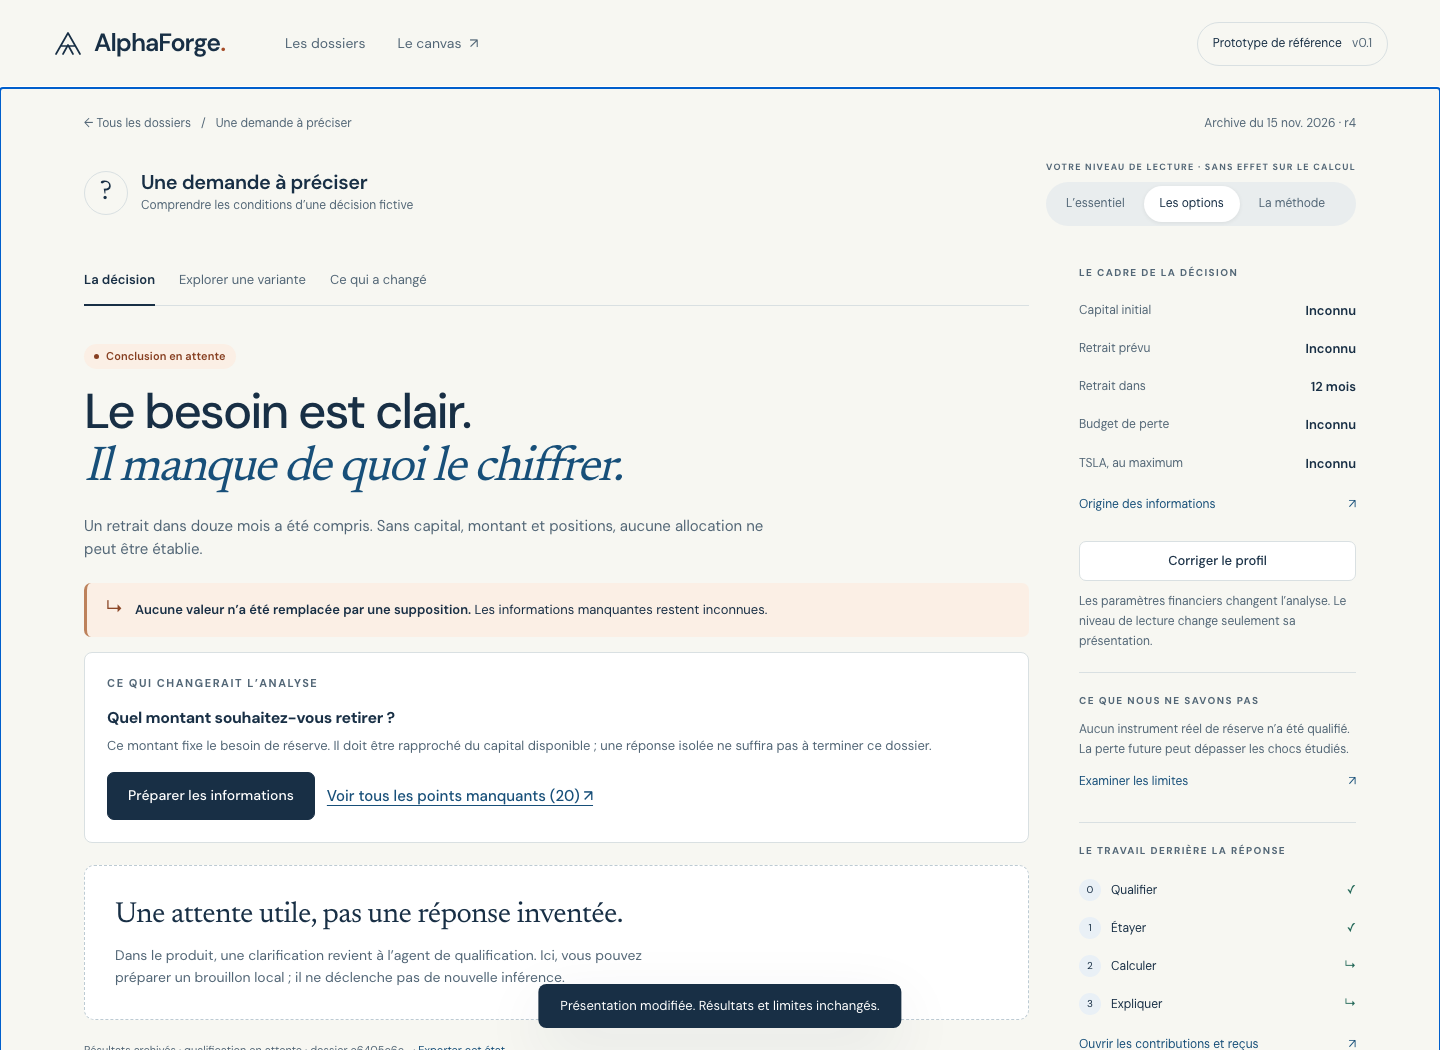 AlphaForge.
Les dossiers
Le canvas ↗
Prototype de référence v0.1
← Tous les dossiers / Une demande à préciser
Archive du 15 nov. 2026 · r4
?
Une demande à préciser
Comprendre les conditions d’une décision fictive
VOTRE NIVEAU DE LECTURE · SANS EFFET SUR LE CALCUL
L’essentiel
Les options
La méthode
La décision
Explorer une variante
Ce qui a changé
Conclusion en attente
Le besoin est clair.
Il manque de quoi le chiffrer.
Un retrait dans douze mois a été compris. Sans capital, montant et positions, aucune allocation ne
peut être établie.
Aucune valeur n’a été remplacée par une supposition. Les informations manquantes restent inconnues.
CE QUI CHANGERAIT L’ANALYSE
Quel montant souhaitez-vous retirer ?
Ce montant fixe le besoin de réserve. Il doit être rapproché du capital disponible ; une réponse isolée ne suffira pas à terminer ce dossier.
Préparer les informations
Voir tous les points manquants (20) ↗
Une attente utile, pas une réponse inventée.
Dans le produit, une clarification revient à l’agent de qualification. Ici, vous pouvez
préparer un brouillon local ; il ne déclenche pas de nouvelle inférence.
LE CADRE DE LA DÉCISION
Capital initial Inconnu
Retrait prévu Inconnu
Retrait dans 12 mois
Budget de perte Inconnu
TSLA, au maximum Inconnu
Origine des informations ↗
Corriger le profil
Les paramètres financiers changent l’analyse. Le
niveau de lecture change seulement sa
présentation.
CE QUE NOUS NE SAVONS PAS
Aucun instrument réel de réserve n’a été qualifié.
La perte future peut dépasser les chocs étudiés.
Examiner les limites ↗
LE TRAVAIL DERRIÈRE LA RÉPONSE
0 Qualifier ✓
1 Étayer ✓
2 Calculer
3 Expliquer
Ouvrir les contributions et reçus ↗
Présentation modifiée. Résultats et limites inchangés.